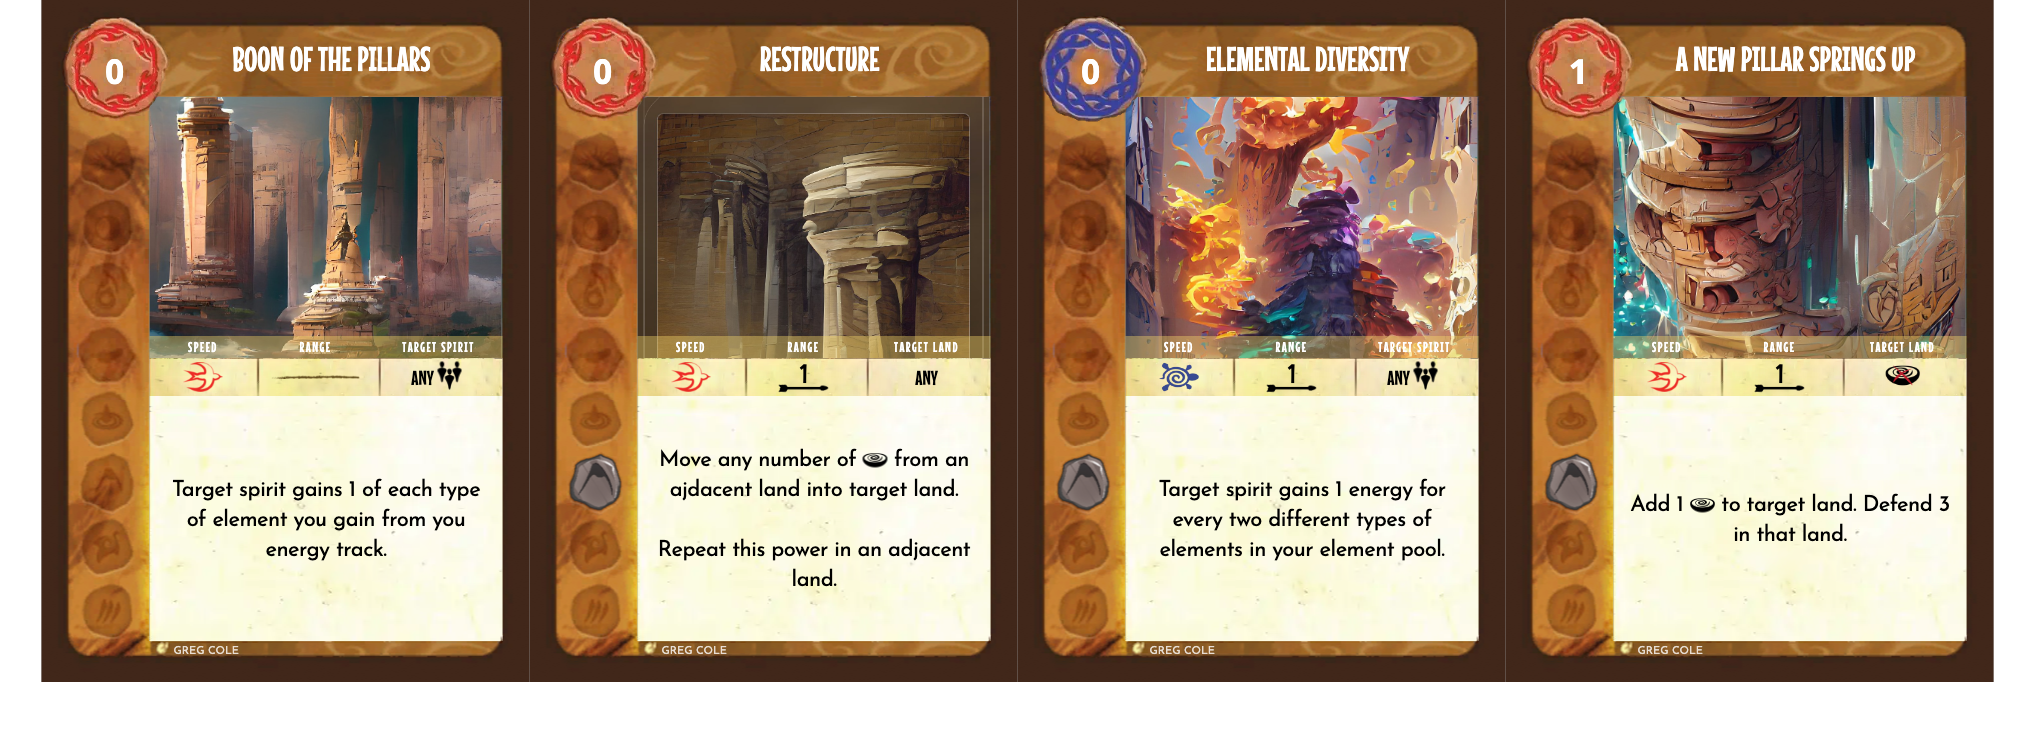 0
BOON OF THE PILLARS
SPEED RANGE TARGET SPIRIT
ANY
Target spirit gains 1 of each type
of element you gain from you
energy track.
GREG COLE
0
RESTRUCTURE
SPEED RANGE TARGET LAND
1 ANY
Move any number of from an
ajdacent land into target land.
Repeat this power in an adjacent
land.
GREG COLE
0
ELEMENTAL DIVERSITY
SPEED RANGE TARGET SPIRIT
1 ANY
Target spirit gains 1 energy for
every two different types of
elements in your element pool.
GREG COLE
1
A NEW PILLAR SPRINGS UP
SPEED RANGE TARGET LAND
1
Add 1 to target land. Defend 3
in that land.
GREG COLE